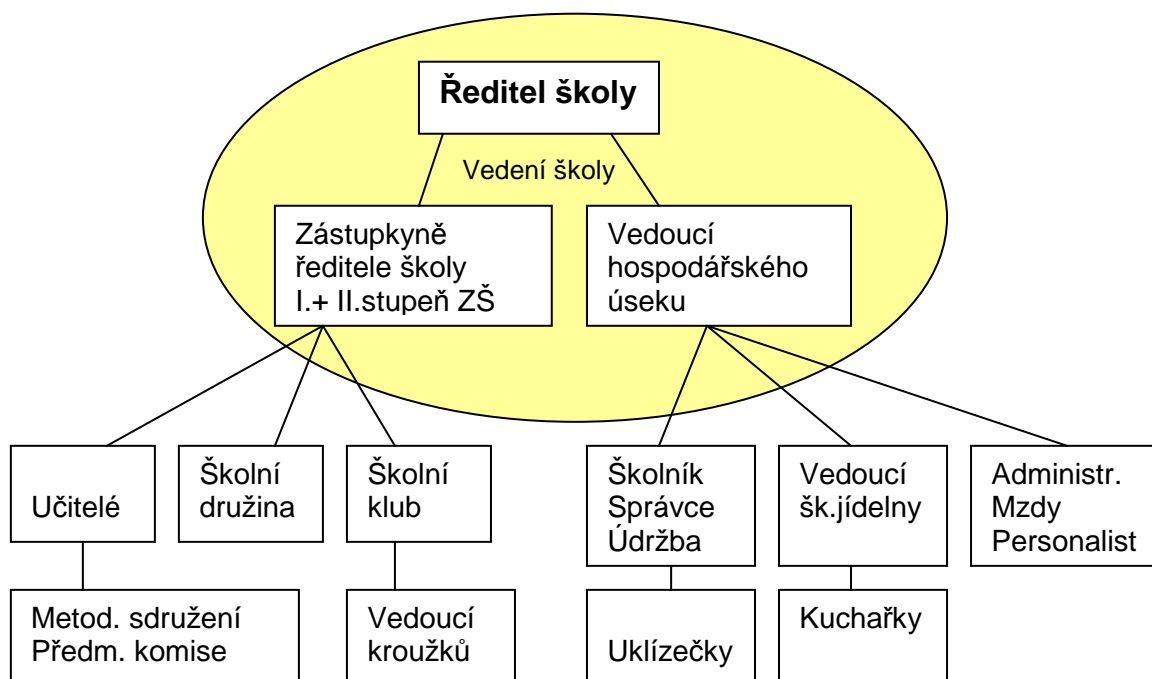 Ředitel školy
Vedení školy
Zástupkyně
ředitele školy
I.+ II.stupeň ZŠ
Vedoucí
hospodářského
úseku
Učitelé
Školní
družina
Školní
klub
Školník
Správce
Údržba
Vedoucí
šk.jídelny
Administr.
Mzdy
Personalist
Metod. sdružení
Předm. komise
Vedoucí
kroužků
Uklízečky
Kuchařky